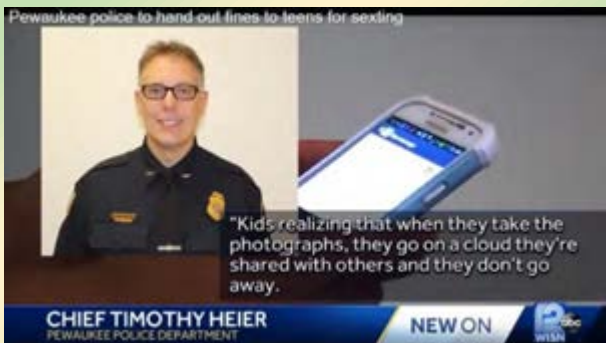 Pewaukee police to hand out fines to teens for sexting
"Kids realizing that when they take the
photographs, they go on a cloud they're
shared with others and they don't go
away.
CHIEF TIMOTHY HEIER
PEWAUKEE POLICE DEPARTMENT
NEW ON
12 abc
WISN